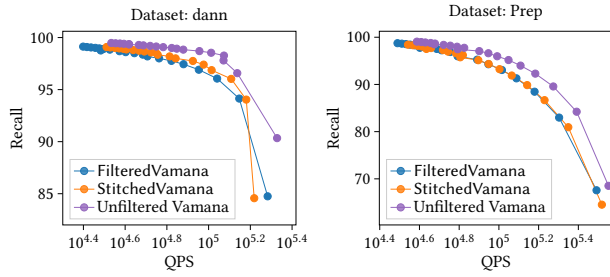 Dataset: dann
Recall
100
95
90
85
FilteredVamana
StitchedVamana
Unfiltered Vamana
10^4.4 10^4.6 10^4.8 10^5 10^5.2 10^5.4
QPS
Dataset: Prep
Recall
100
90
80
70
FilteredVamana
StitchedVamana
Unfiltered Vamana
10^4.4 10^4.6 10^4.8 10^5 10^5.2 10^5.4
QPS